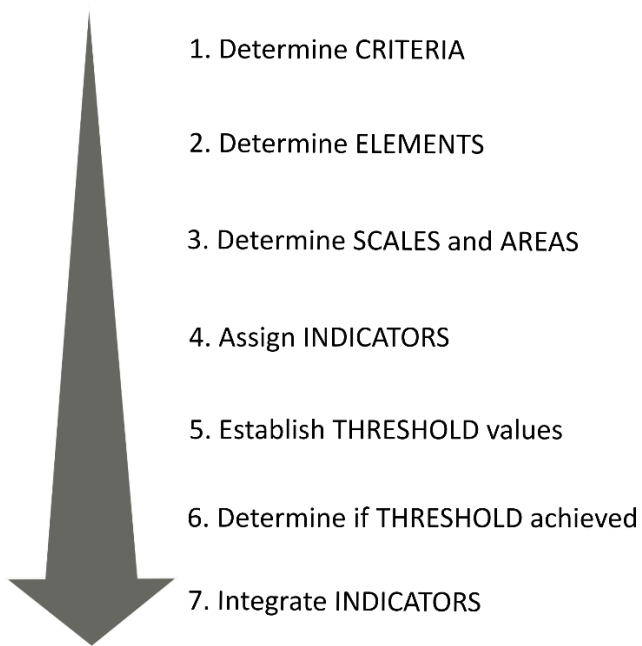 1. Determine CRITERIA
2. Determine ELEMENTS
3. Determine SCALES and AREAS
4. Assign INDICATORS
5. Establish THRESHOLD values
6. Determine if THRESHOLD achieved
7. Integrate INDICATORS